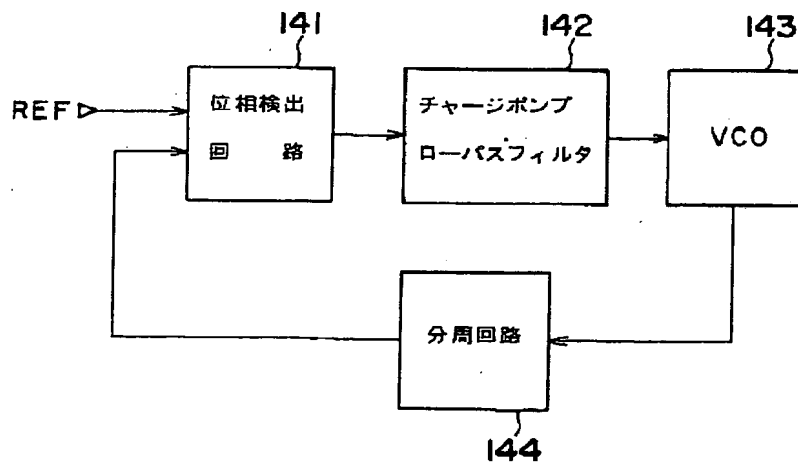 141
142
143
REF
位相検出
回路
チャージポンプ
ローパスフィルタ
VCO
分周回路
144